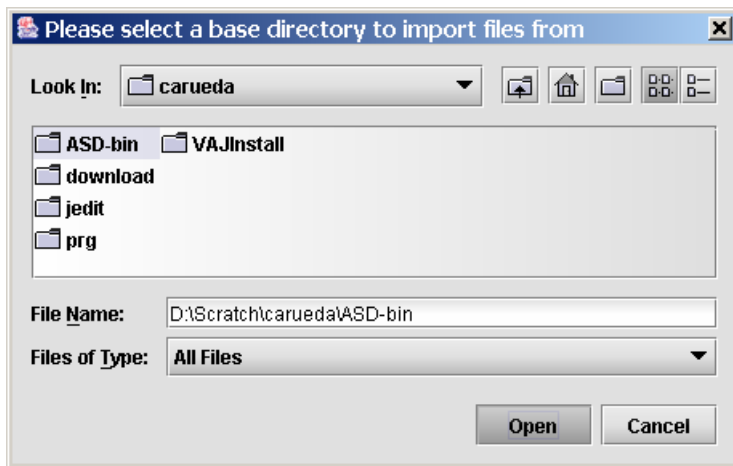 Please select a base directory to import files from
Look In: carueda
ASD-bin VAJInstall
download
jedit
prg
File Name: D:\Scratch\carueda\ASD-bin
Files of Type: All Files
Open Cancel